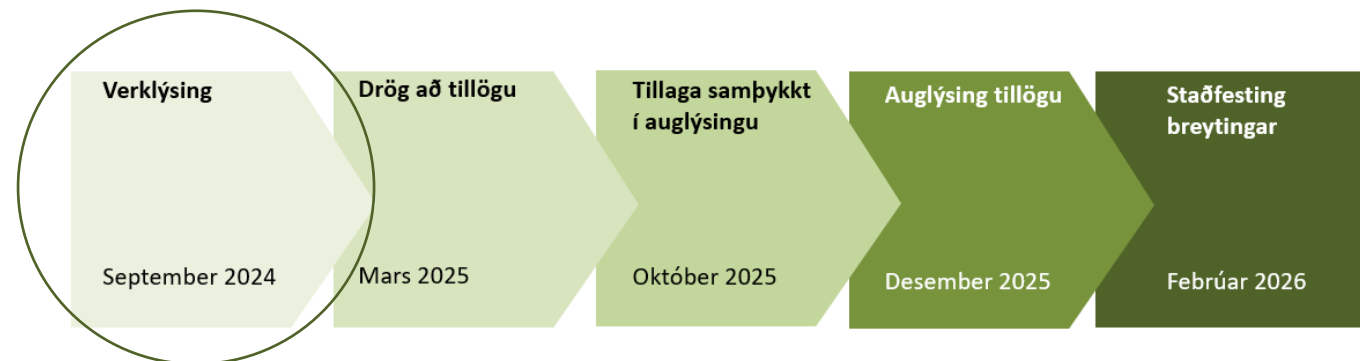 Verklýsing
September 2024
Drög að tillögu
Mars 2025
Tillaga samþykkt
í auglýsingu
Október 2025
Auglýsing tillögu
Desember 2025
Staðfesting
breytingar
Febrúar 2026